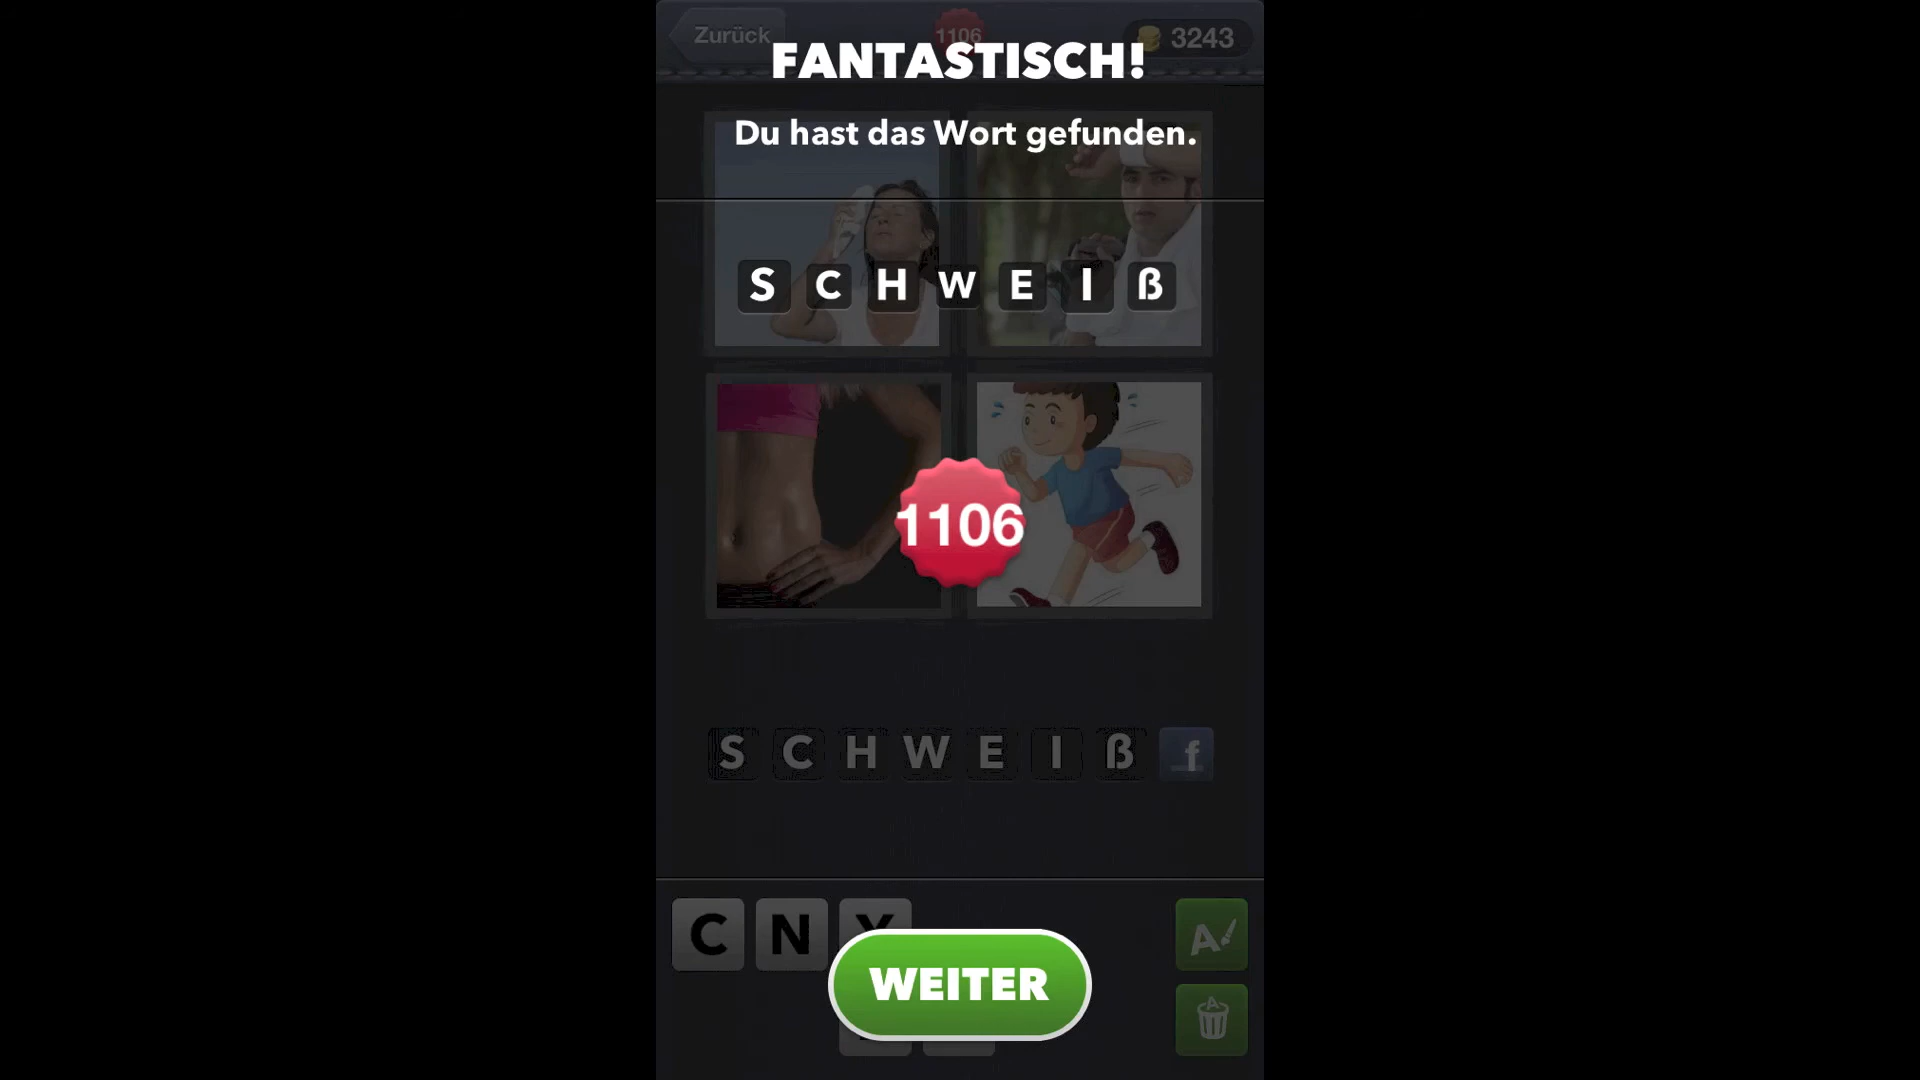 Zurück
1106
3243
FANTASTISCH!
Du hast das Wort gefunden.
SCHWEIß
1106
SCHWEIß
f
C N Y
A
WEITER
A